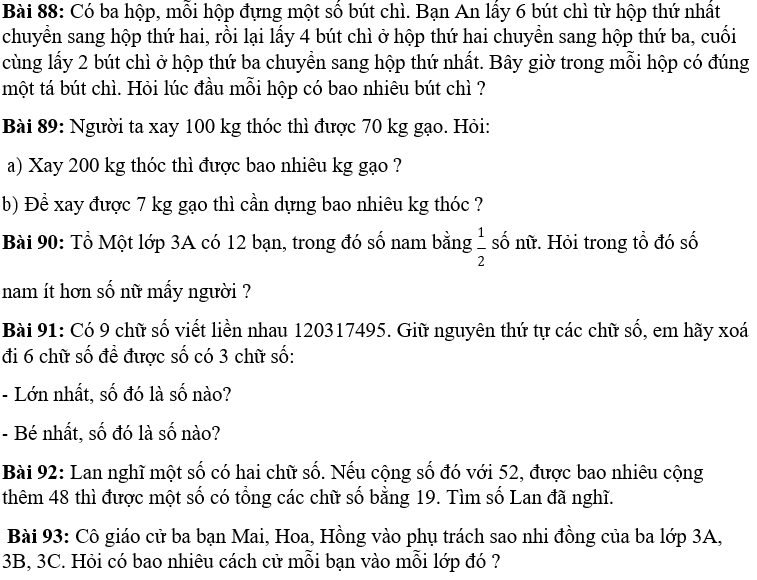 Bài 88: Có ba hộp, mỗi hộp đựng một số bút chì. Bạn An lấy 6 bút chì từ hộp thứ nhất
chuyển sang hộp thứ hai, rồi lại lấy 4 bút chì ở hộp thứ hai chuyển sang hộp thứ ba, cuối
cùng lấy 2 bút chì ở hộp thứ ba chuyển sang hộp thứ nhất. Bây giờ trong mỗi hộp có đúng
một tá bút chì. Hỏi lúc đầu mỗi hộp có bao nhiêu bút chì ?
Bài 89: Người ta xay 100 kg thóc thì được 70 kg gạo. Hỏi:
a) Xay 200 kg thóc thì được bao nhiêu kg gạo ?
b) Để xay được 7 kg gạo thì cần dựng bao nhiêu kg thóc ?
Bài 90: Tổ Một lớp 3A có 12 bạn, trong đó số nam bằng 1/2 số nữ. Hỏi trong tổ đó số
nam ít hơn số nữ mấy người ?
Bài 91: Có 9 chữ số viết liền nhau 120317495. Giữ nguyên thứ tự các chữ số, em hãy xoá
đi 6 chữ số để được số có 3 chữ số:
- Lớn nhất, số đó là số nào?
- Bé nhất, số đó là số nào?
Bài 92: Lan nghĩ một số có hai chữ số. Nếu cộng số đó với 52, được bao nhiêu cộng
thêm 48 thì được một số có tổng các chữ số bằng 19. Tìm số Lan đã nghĩ.
Bài 93: Cô giáo cử ba bạn Mai, Hoa, Hồng vào phụ trách sao nhi đồng của ba lớp 3A,
3B, 3C. Hỏi có bao nhiêu cách cử mỗi bạn vào mỗi lớp đó ?